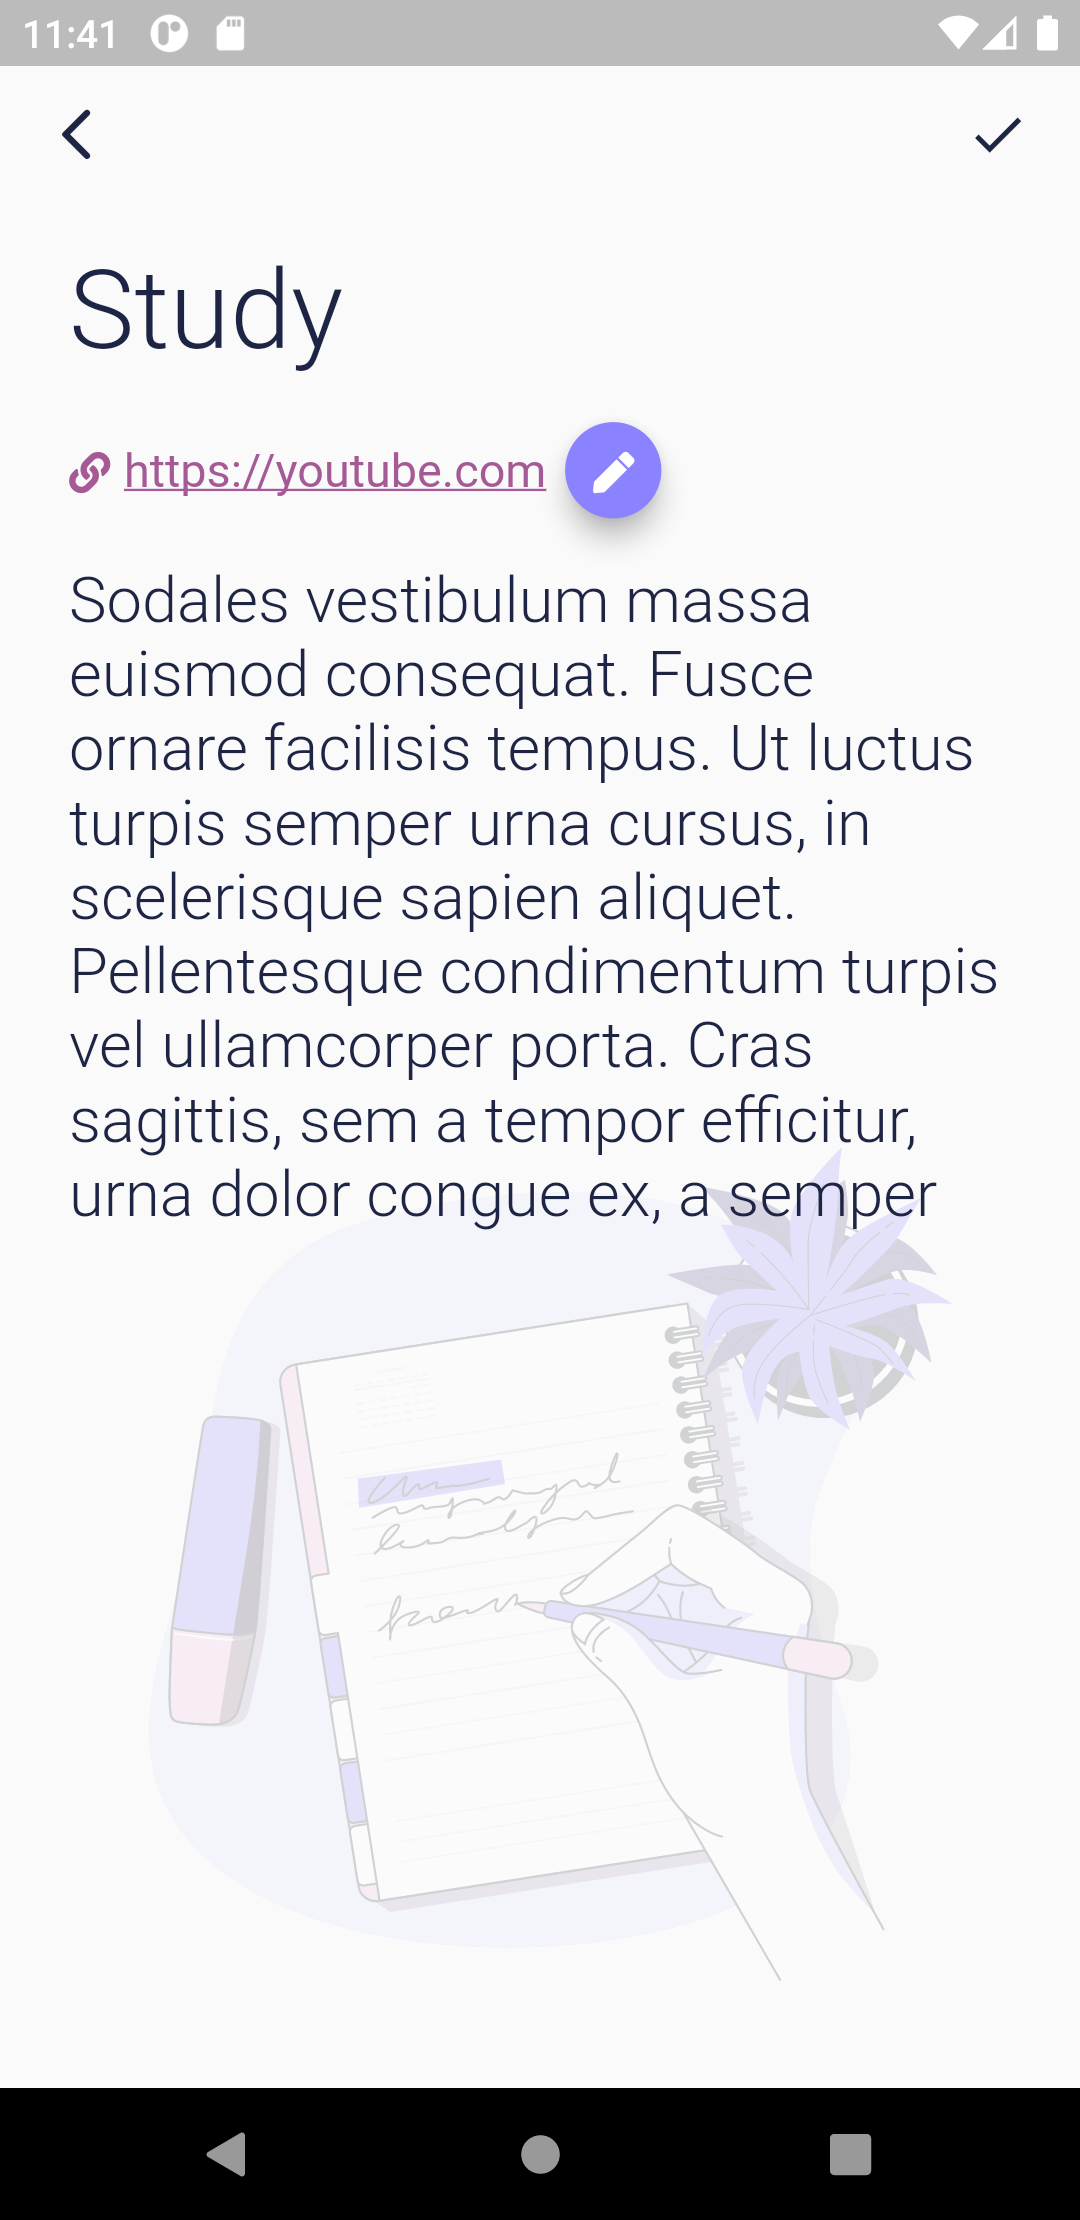 11:41
Study
https://youtube.com
Sodales vestibulum massa
euismod consequat. Fusce
ornare facilisis tempus. Ut luctus
turpis semper urna cursus, in
scelerisque sapien aliquet.
Pellentesque condimentum turpis
vel ullamcorper porta. Cras
sagittis, sem a tempor efficitur,
urna dolor congue ex, a semper